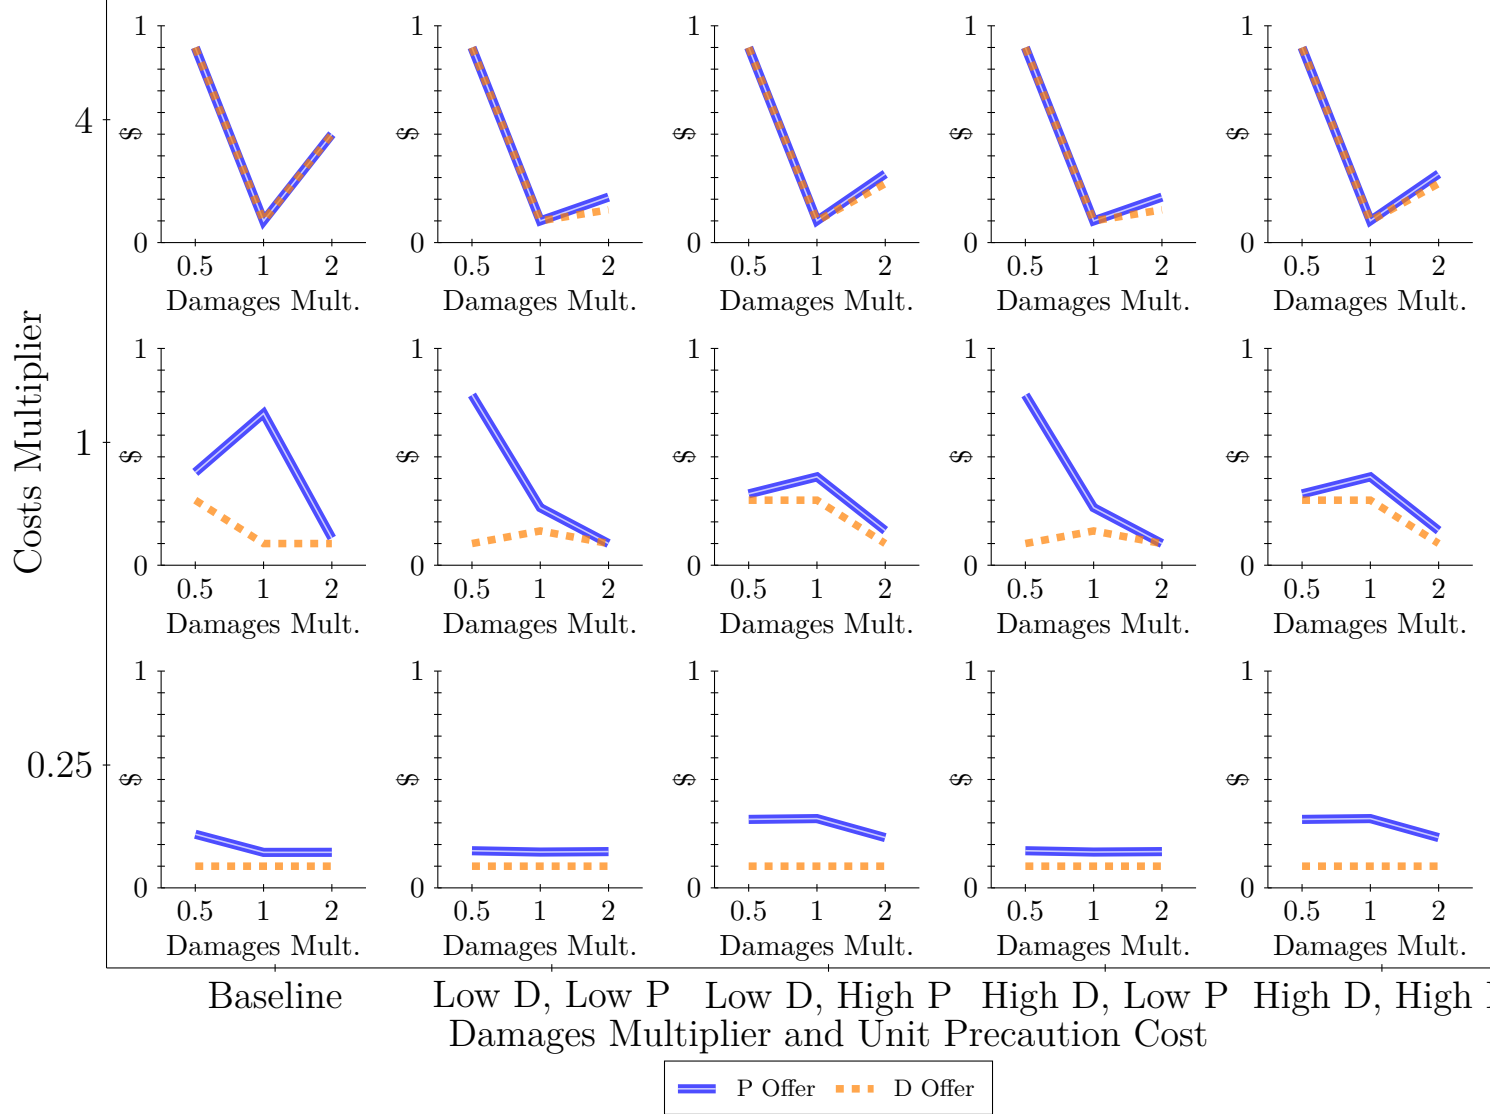 1
$
0
0.5 1 2
Damages Mult.
1
$
0
0.5 1 2
Damages Mult.
1
$
0
0.5 1 2
Damages Mult.
1
$
0
0.5 1 2
Damages Mult.
1
$
0
0.5 1 2
Damages Mult.
4
1
$
0
0.5 1 2
Damages Mult.
1
$
0
0.5 1 2
Damages Mult.
1
$
0
0.5 1 2
Damages Mult.
1
$
0
0.5 1 2
Damages Mult.
1
$
0
0.5 1 2
Damages Mult.
1
Costs Multiplier
1
$
0
0.5 1 2
Damages Mult.
1
$
0
0.5 1 2
Damages Mult.
1
$
0
0.5 1 2
Damages Mult.
1
$
0
0.5 1 2
Damages Mult.
1
$
0
0.5 1 2
Damages Mult.
0.25
Baseline
Low D, Low P
Low D, High P
High D, Low P
High D, High
Damages Multiplier and Unit Precaution Cost
P Offer
D Offer